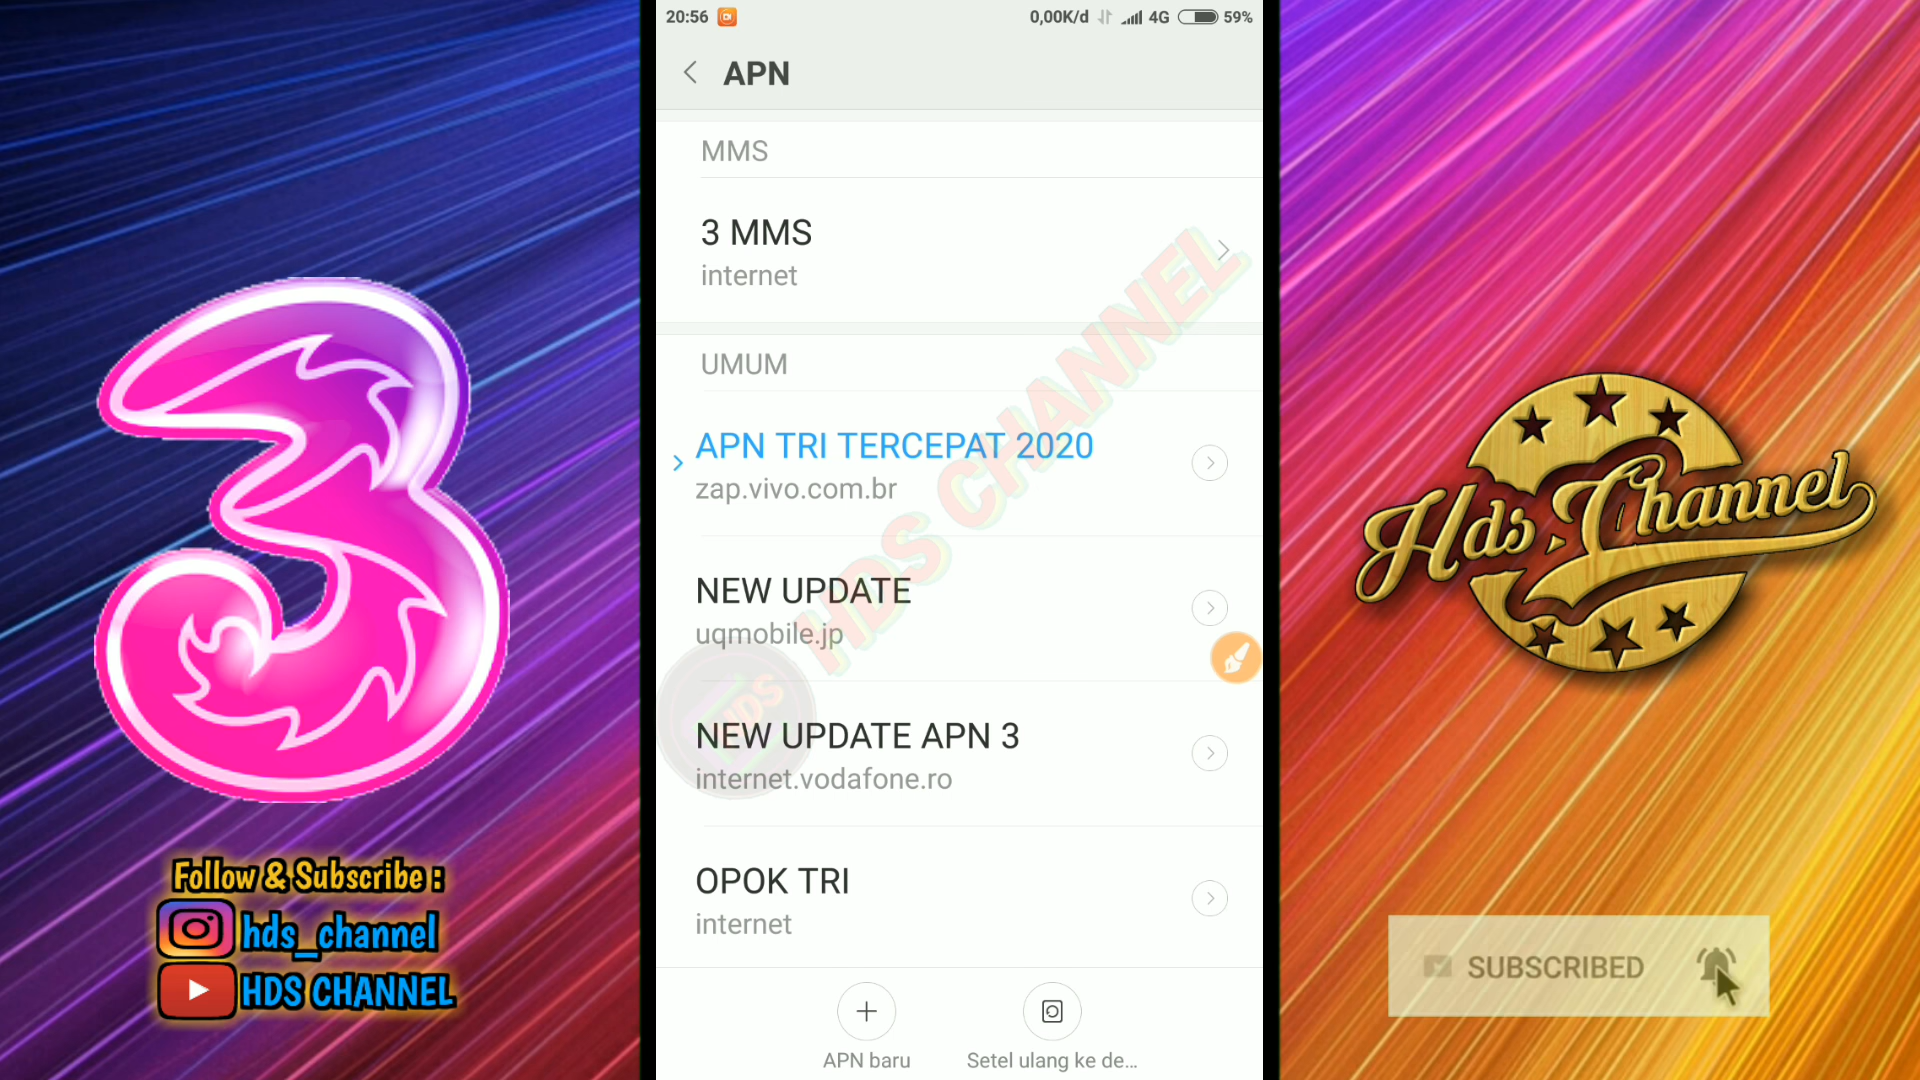 20:56
0,00K/d 4G 59%
APN
MMS
3 MMS
internet
UMUM
APN TRI TERCEPAT 2020
zap.vivo.com.br
NEW UPDATE
uqmobile.jp
NEW UPDATE APN 3
internet.vodafone.ro
OPOK TRI
internet
APN baru
Setel ulang ke de...
HDS CHANNEL
HDS
3
Follow & Subscribe :
hds_channel
HDS CHANNEL
Hds Channel
SUBSCRIBED